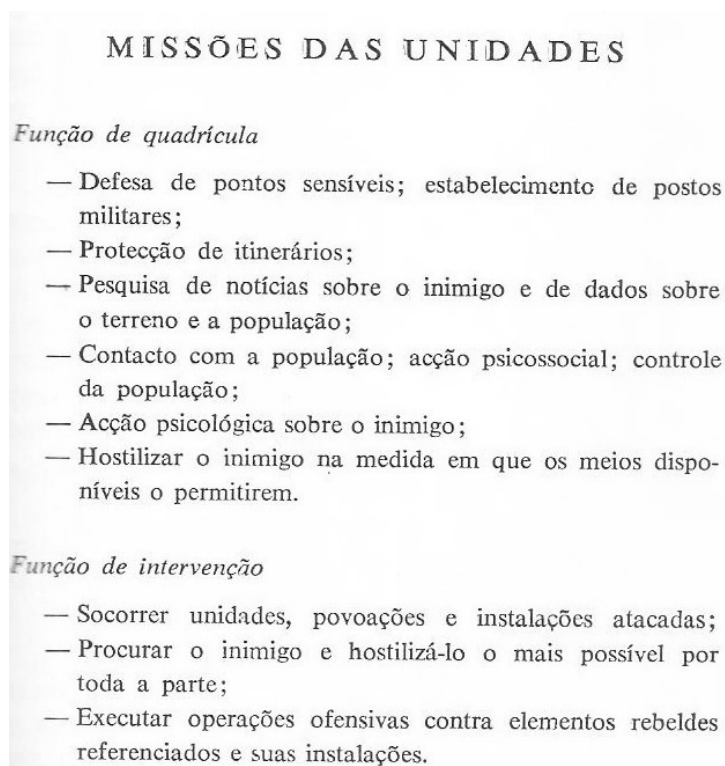 MISSÕES DAS UNIDADES
Função de quadrícula
— Defesa de pontos sensíveis; estabelecimento de postos
militares;
— Protecção de itinerários;
— Pesquisa de notícias sobre o inimigo e de dados sobre
o terreno e a população;
— Contacto com a população; acção psicossocial; controle
da população;
— Acção psicológica sobre o inimigo;
— Hostilizar o inimigo na medida em que os meios dispo-
níveis o permitirem.
Função de intervenção
— Socorrer unidades, povoações e instalações atacadas;
— Procurar o inimigo e hostilizá-lo o mais possível por
toda a parte;
— Executar operações ofensivas contra elementos rebeldes
referenciados e suas instalações.